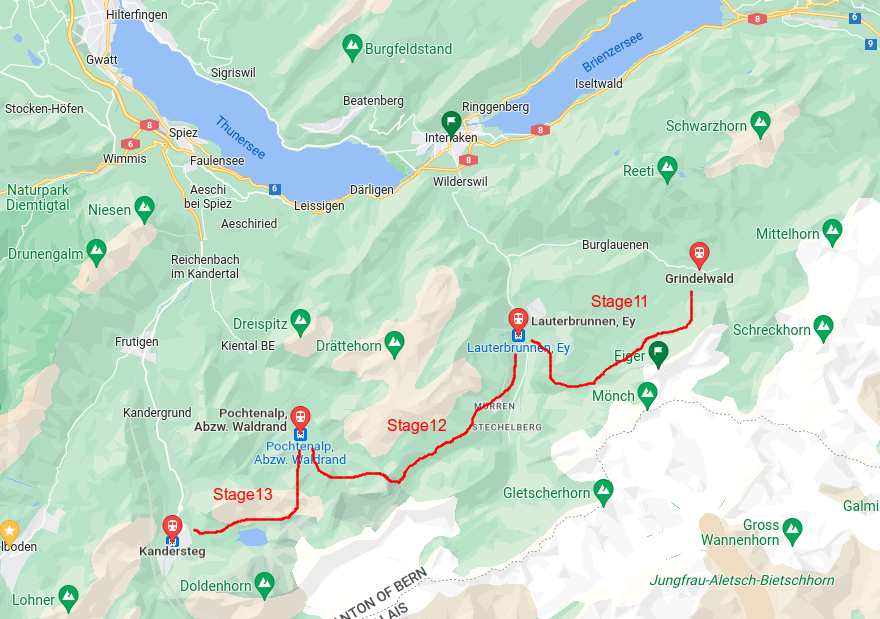 Hilterfingen
8
6
Gwatt
Burgfeldstand
9
Brienzersee
Sigriswil
Iseltwald
Stocken-Höfen
Beatenberg
Ringgenberg
Thunersee
8
Spiez
Interlaken
8
Schwarzhorn
6
Wimmis
Faulensee
8
Reeti
Naturpark
Diemtigtal
Aeschi
bei Spiez
6
Därligen
Wilderswil
Leissigen
Niesen
Aeschiried
Mittelhorn
Drunengalm
Burglauenen
Reichenbach
im Kandertal
Grindelwald
Stage11
Dreispitz
Lauterbrunnen, Ey
Schreckhorn
Frutigen
Kiental BE
Drättehorn
Lauterbrunnen, Ey
Eiger
Mönch
Kandergrund
Pochtenalp,
Abzw. Waldrand
MÜRREN
Stage12
STECHELBERG
Pochtenalp,
Abzw. Waldrand
Stage13
Gletscherhorn
Galmi
Gross
Wannenhorn
lboden
Kandersteg
Doldenhorn
Jungfrau-Aletsch-Bietschhorn
Lohner
ANTON OF BERN
LAIS